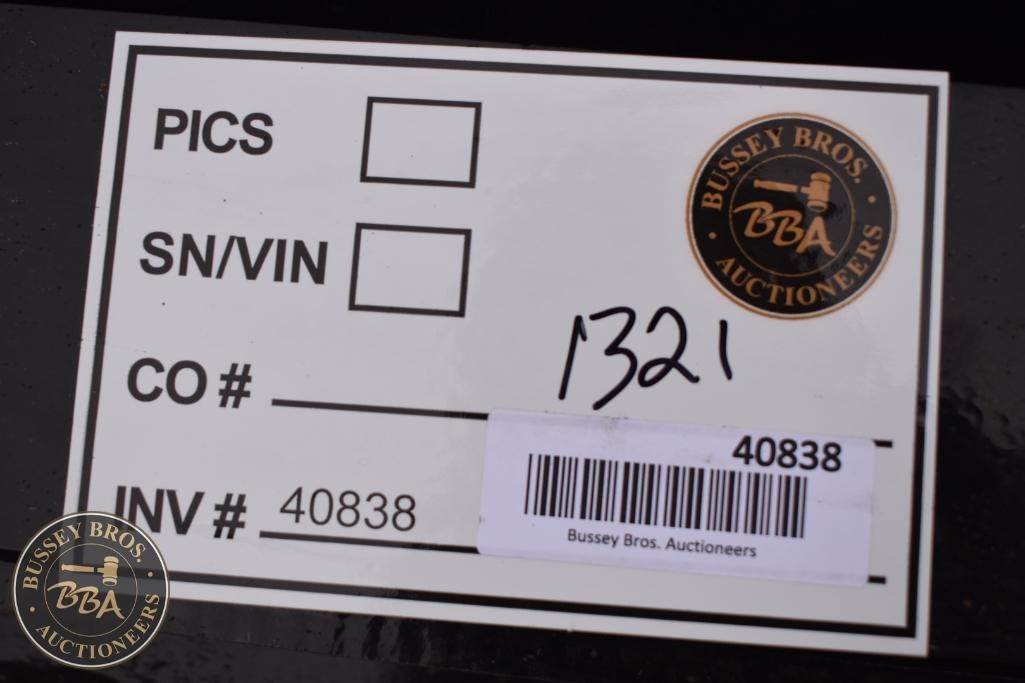 PICS
BUSSEY BROS.
BBA
AUCTIONEERS
SN/VIN
CO # 1321
40838
INV # 40838
Bussey Bros. Auctioneers
BUSSEY BROS.
BBA
AUCTIONEERS